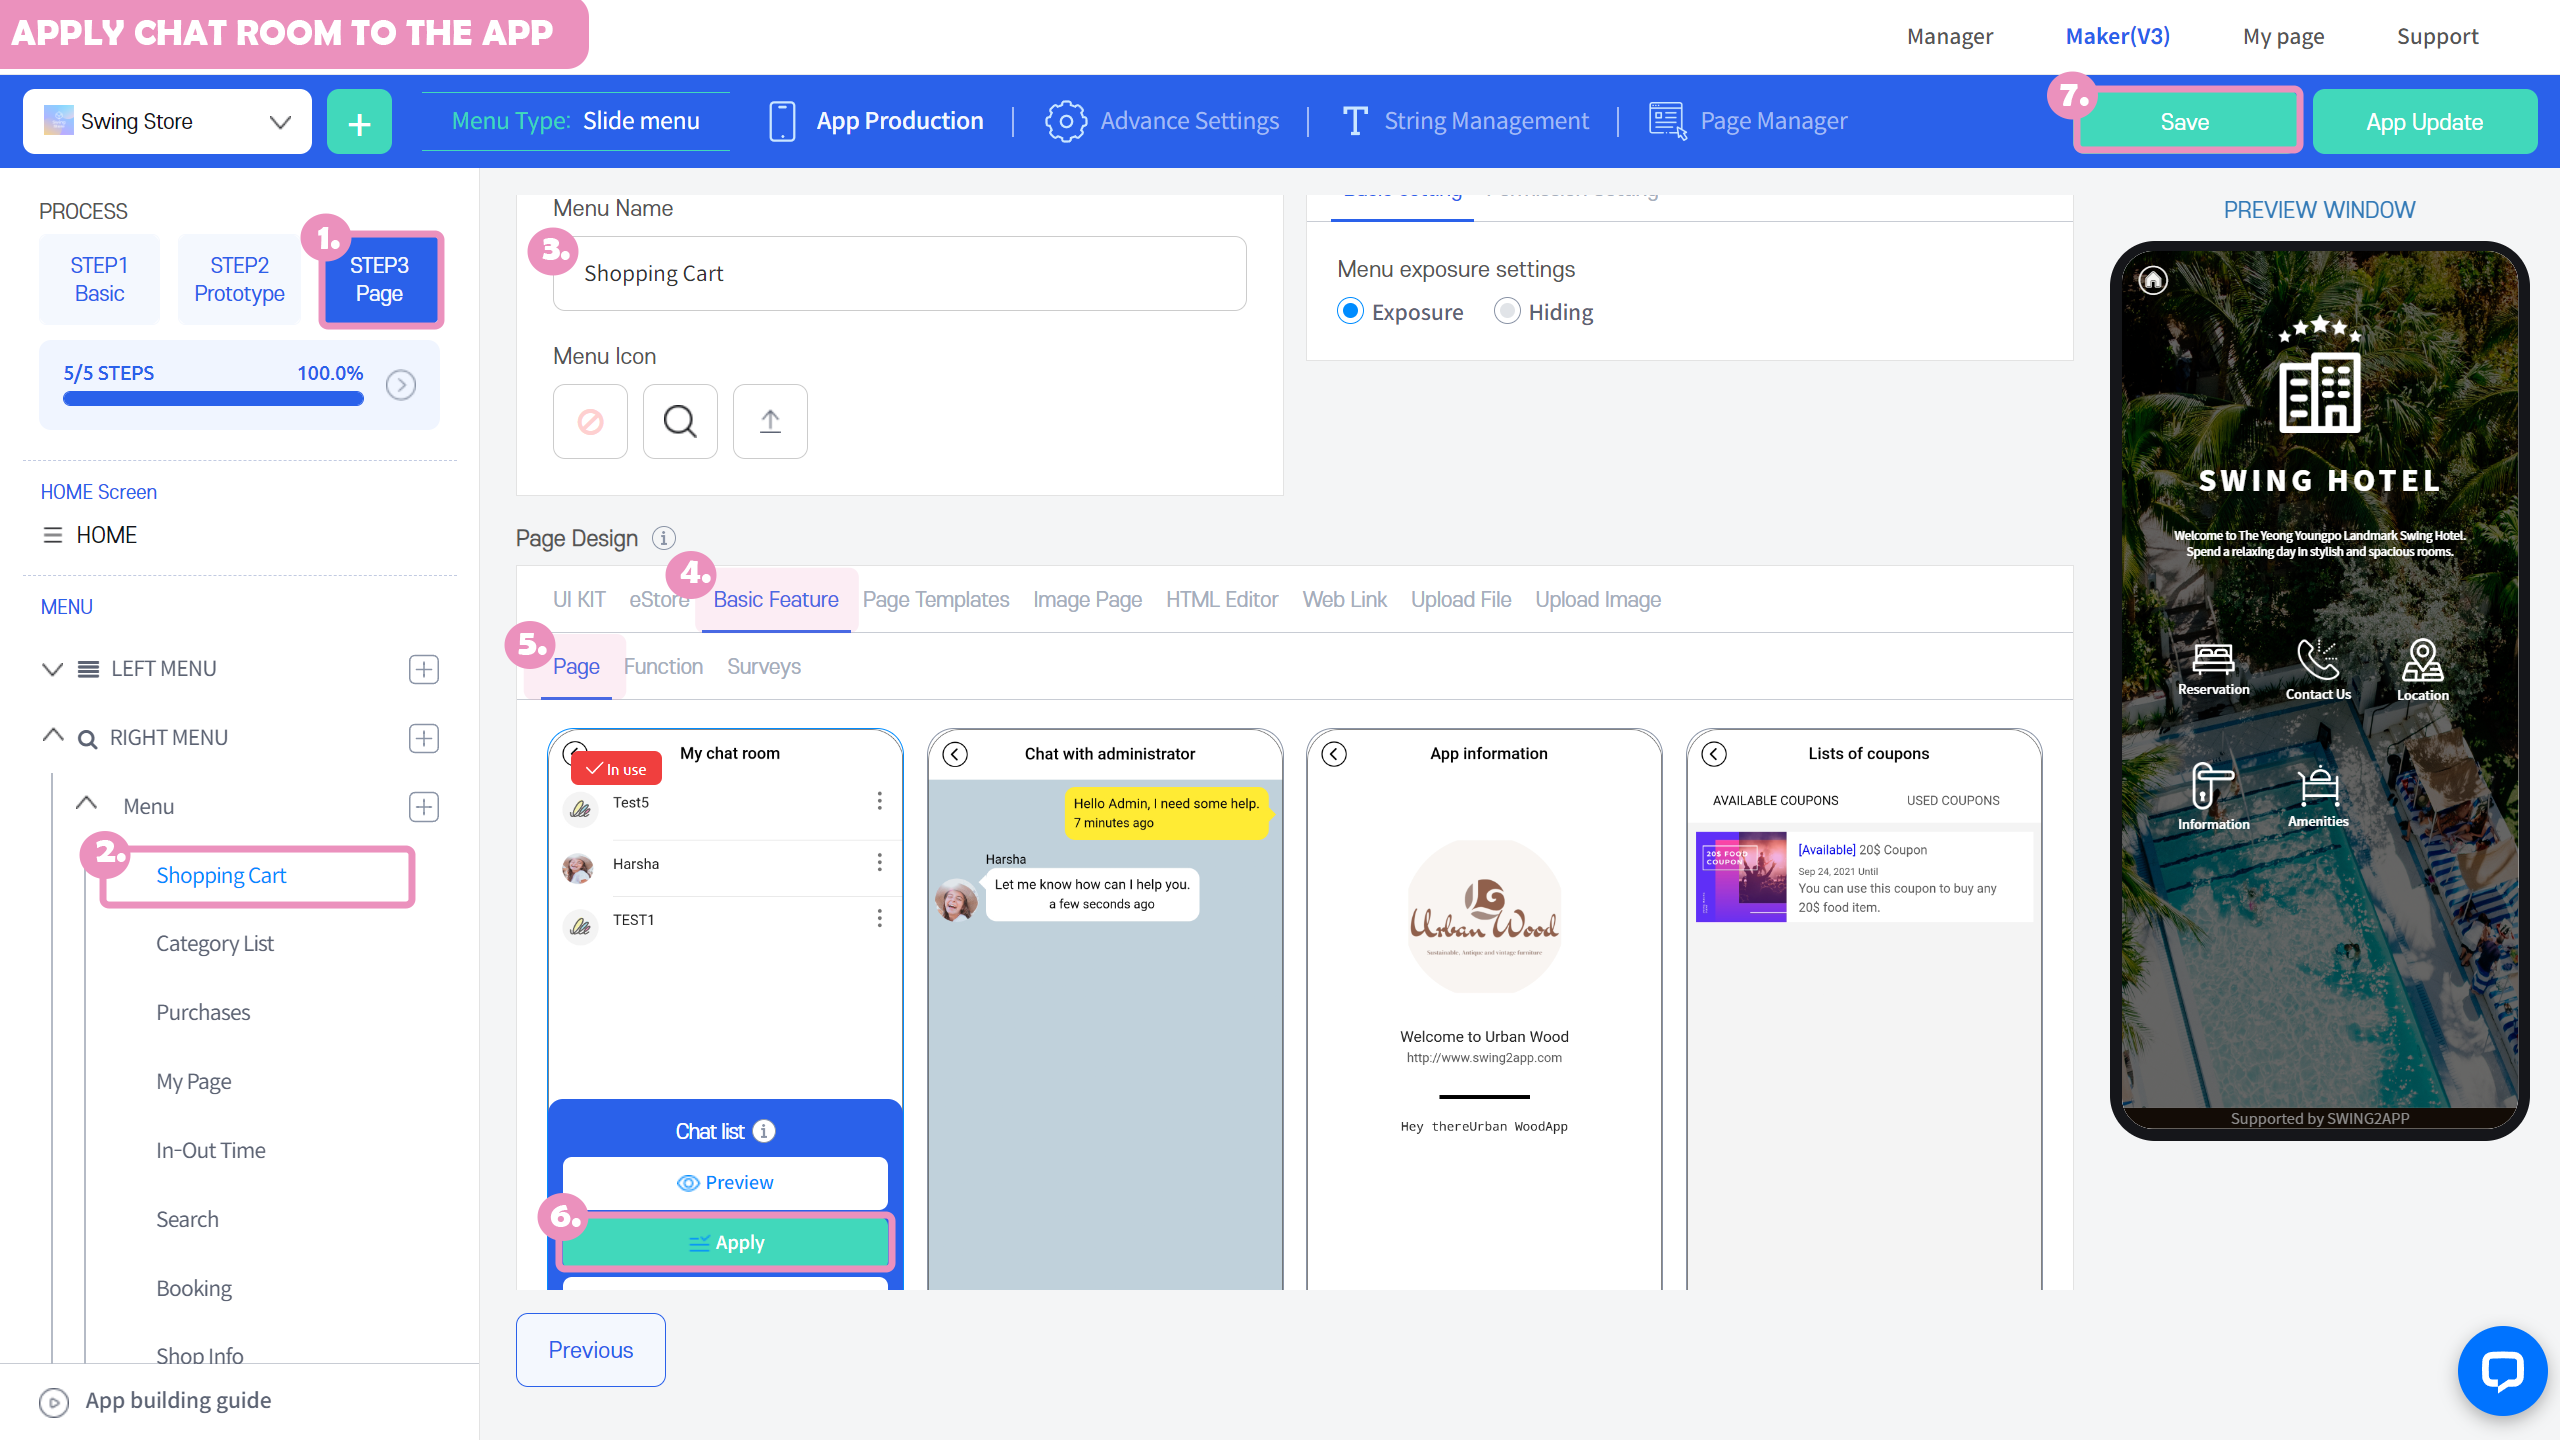 APPLY CHAT ROOM TO THE APP
Manager
Maker(V3)
My page
Support
Swing Store
+
Menu Type: Slide menu
App Production
Advance Settings
String Management
Page Manager
7.
Save
App Update
PROCESS
1.
STEP1
Basic
STEP2
Prototype
STEP3
Page
5/5 STEPS
100.0%
HOME Screen
HOME
MENU
LEFT MENU
RIGHT MENU
Menu
2.
Shopping Cart
Category List
Purchases
My Page
In-Out Time
Search
Booking
Shop Info
App building guide
Menu Name
3.
Shopping Cart
Menu Icon
Basic setting
Permission setting
Menu exposure settings
Exposure
Hiding
Page Design
4.
UI KIT
eStore
Basic Feature
Page Templates
Image Page
HTML Editor
Web Link
Upload File
Upload Image
5.
Page
Function
Surveys
My chat room
In use
Test5
Harsha
TEST1
Chat list
Preview
6.
Apply
Chat with administrator
Hello Admin, I need some help.
7 minutes ago
Harsha
Let me know how can I help you.
a few seconds ago
App information
Urban Wood
Sustainable, Antique and vintage furniture
Welcome to Urban Wood
http://www.swing2app.com
Hey thereUrban WoodApp
Lists of coupons
AVAILABLE COUPONS
USED COUPONS
20$ FOOD
COUPON
[Available] 20$ Coupon
Sep 24, 2021 Until
You can use this coupon to buy any
20$ food item.
Previous
PREVIEW WINDOW
SWING HOTEL
Welcome to The Yeong Youngpo Landmark Swing Hotel.
Spend a relaxing day in stylish and spacious rooms.
Reservation
Contact Us
Location
Information
Amenities
Supported by SWING2APP